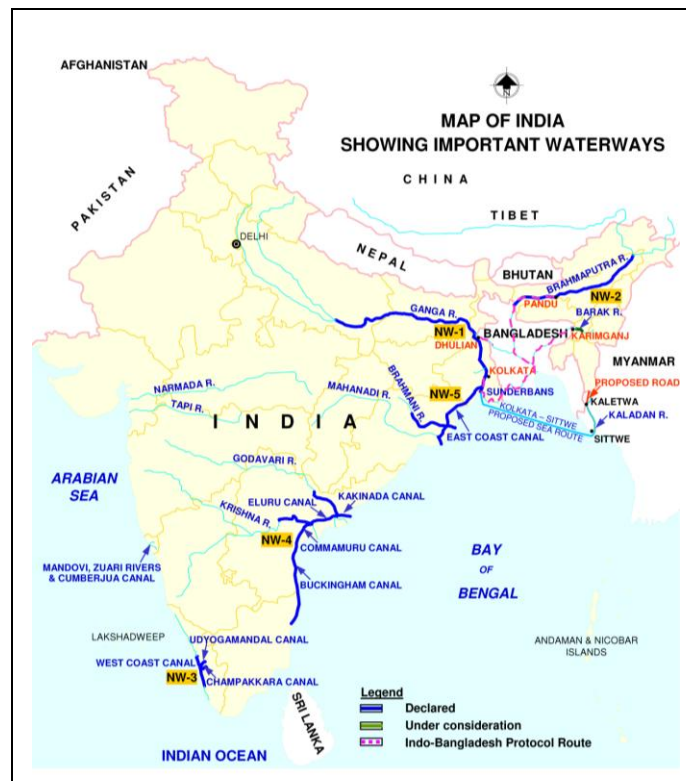 AFGHANISTAN
N
MAP OF INDIA
SHOWING IMPORTANT WATERWAYS
CHINA
PAKISTAN
TIBET
DELHI
NEPAL
BHUTAN
BRAHMAPUTRA R.
PANDU
NW-2
GANGA R.
NW-1
BARAK R.
BANGLADESH
DHULIAN
KARIMGANJ
MYANMAR
KOLKATA
PROPOSED ROAD
NW-5
SUNDERBANS
NARMADA R.
MAHANADI R.
BRAHMANI R.
KALETWA
TAPI R.
KOLKATA – SITTWE
PROPOSED SEA ROUTE
KALADAN R.
INDIA
EAST COAST CANAL
SITTWE
GODAVARI R.
ARABIAN
SEA
ELURU CANAL
KAKINADA CANAL
KRISHNA R.
NW-4
COMMAMURU CANAL
BAY
OF
BENGAL
MANDOVI, ZUARI RIVERS
& CUMBERJUA CANAL
BUCKINGHAM CANAL
LAKSHADWEEP
UDYOGAMANDAL CANAL
ANDAMAN & NICOBAR
ISLANDS
WEST COAST CANAL
NW-3
CHAMPAKKARA CANAL
SRI LANKA
Legend
Declared
Under consideration
Indo-Bangladesh Protocol Route
INDIAN OCEAN